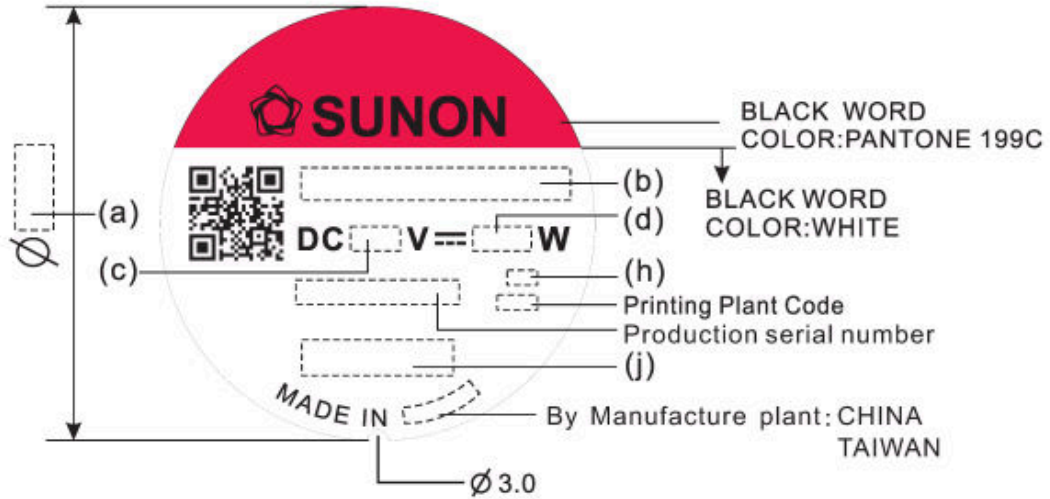 SUNON
BLACK WORD
COLOR:PANTONE 199C
BLACK WORD
COLOR:WHITE
(a)
(b)
(c)
(d)
DC V W
(h)
Printing Plant Code
Production serial number
(j)
MADE IN
By Manufacture plant: CHINA
TAIWAN
Ø
Ø 3.0